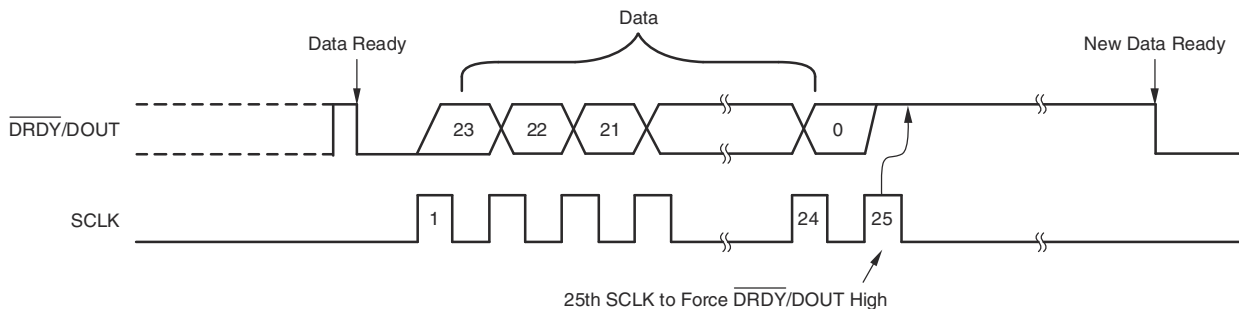 Data
Data Ready
New Data Ready
DRDY/DOUT
23
22
21
0
SCLK
1
24
25
25th SCLK to Force DRDY/DOUT High